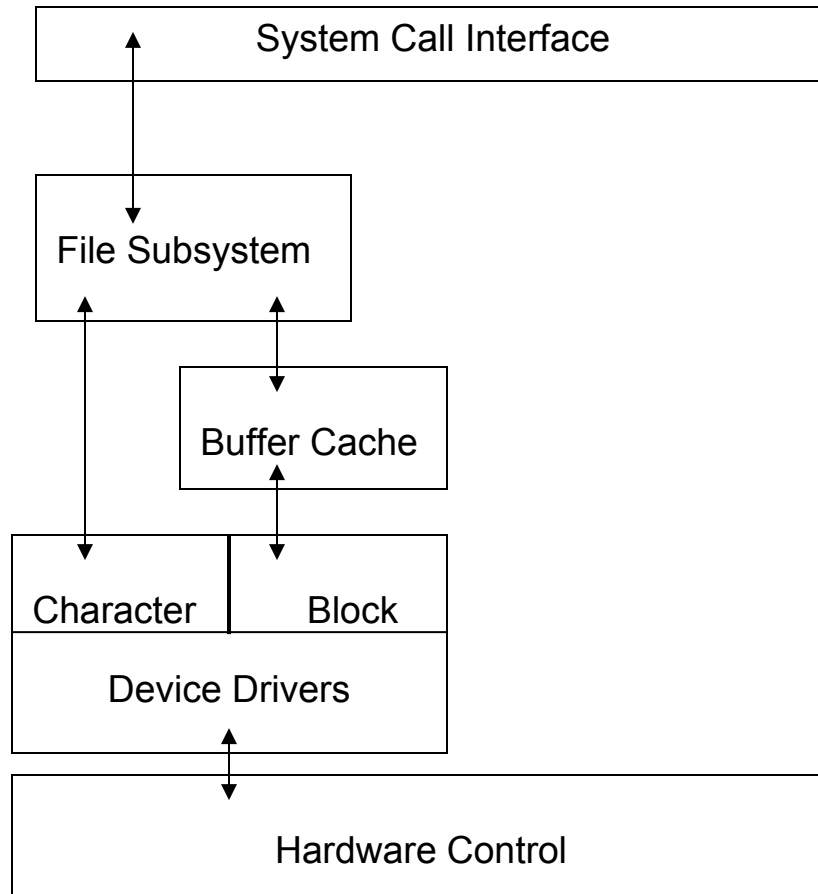 System Call Interface
File Subsystem
Buffer Cache
Character
Block
Device Drivers
Hardware Control